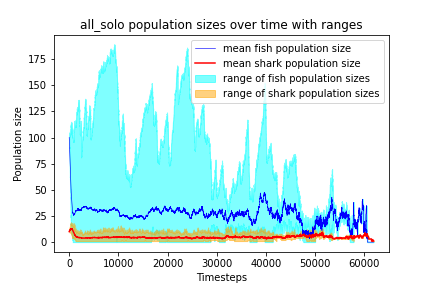 all_solo population sizes over time with ranges
mean fish population size
mean shark population size
range of fish population sizes
range of shark population sizes
Population size
175
150
125
100
75
50
25
0
0 10000 20000 30000 40000 50000 60000
Timesteps